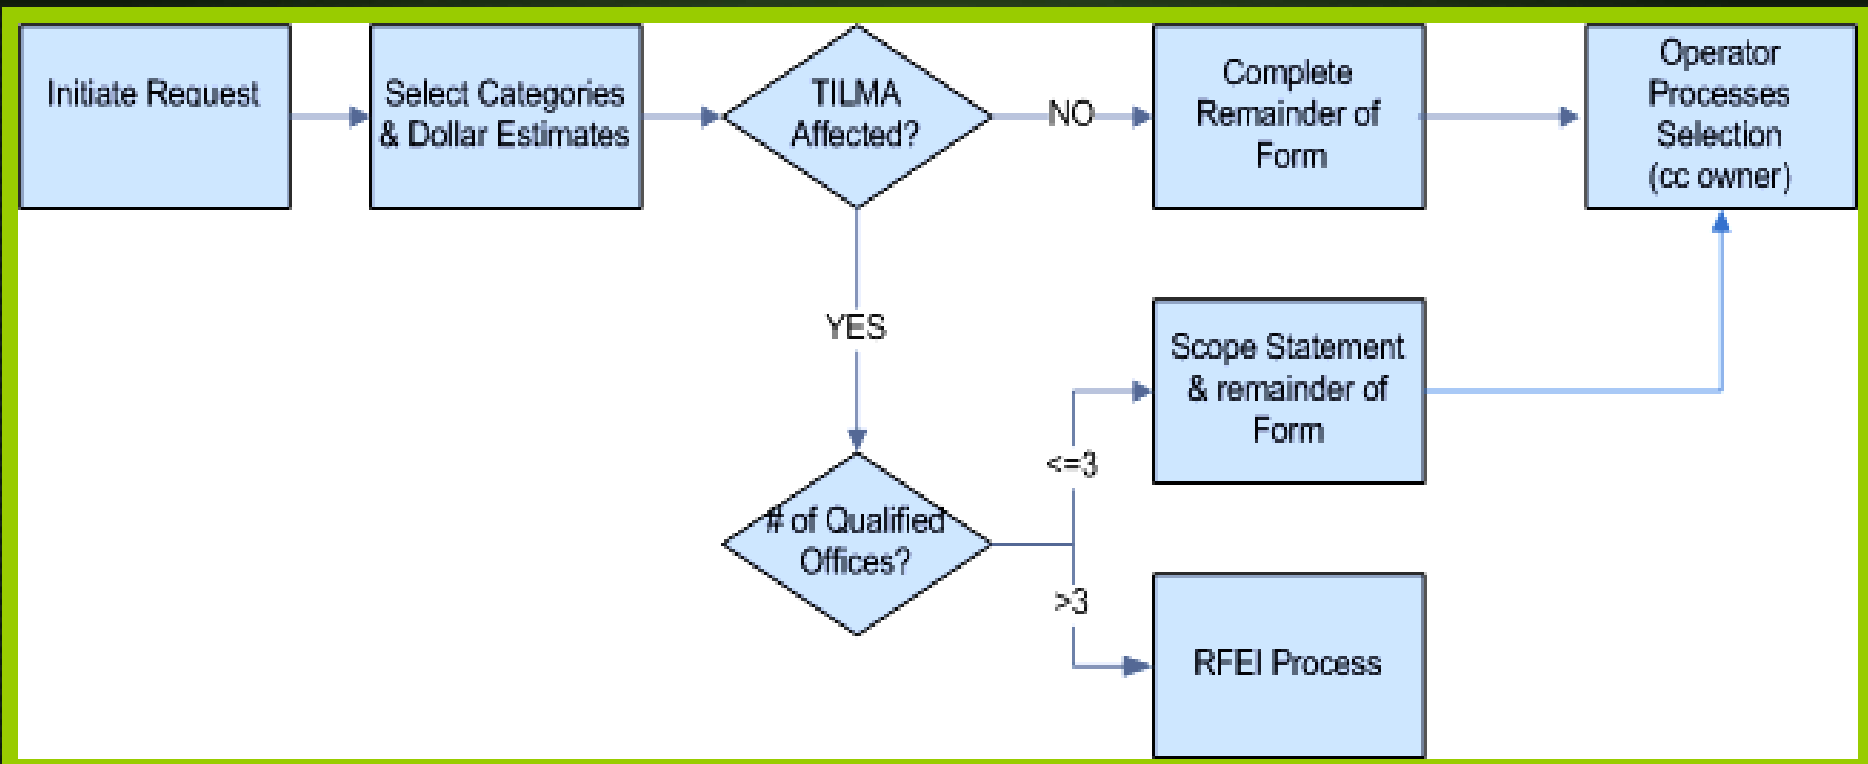 Initiate Request
Select Categories
& Dollar Estimates
TILMA
Affected?
NO
Complete
Remainder of
Form
Operator
Processes
Selection
(cc owner)
YES
Scope Statement
& remainder of
Form
<=3
# of Qualified
Offices?
>3
RFEI Process